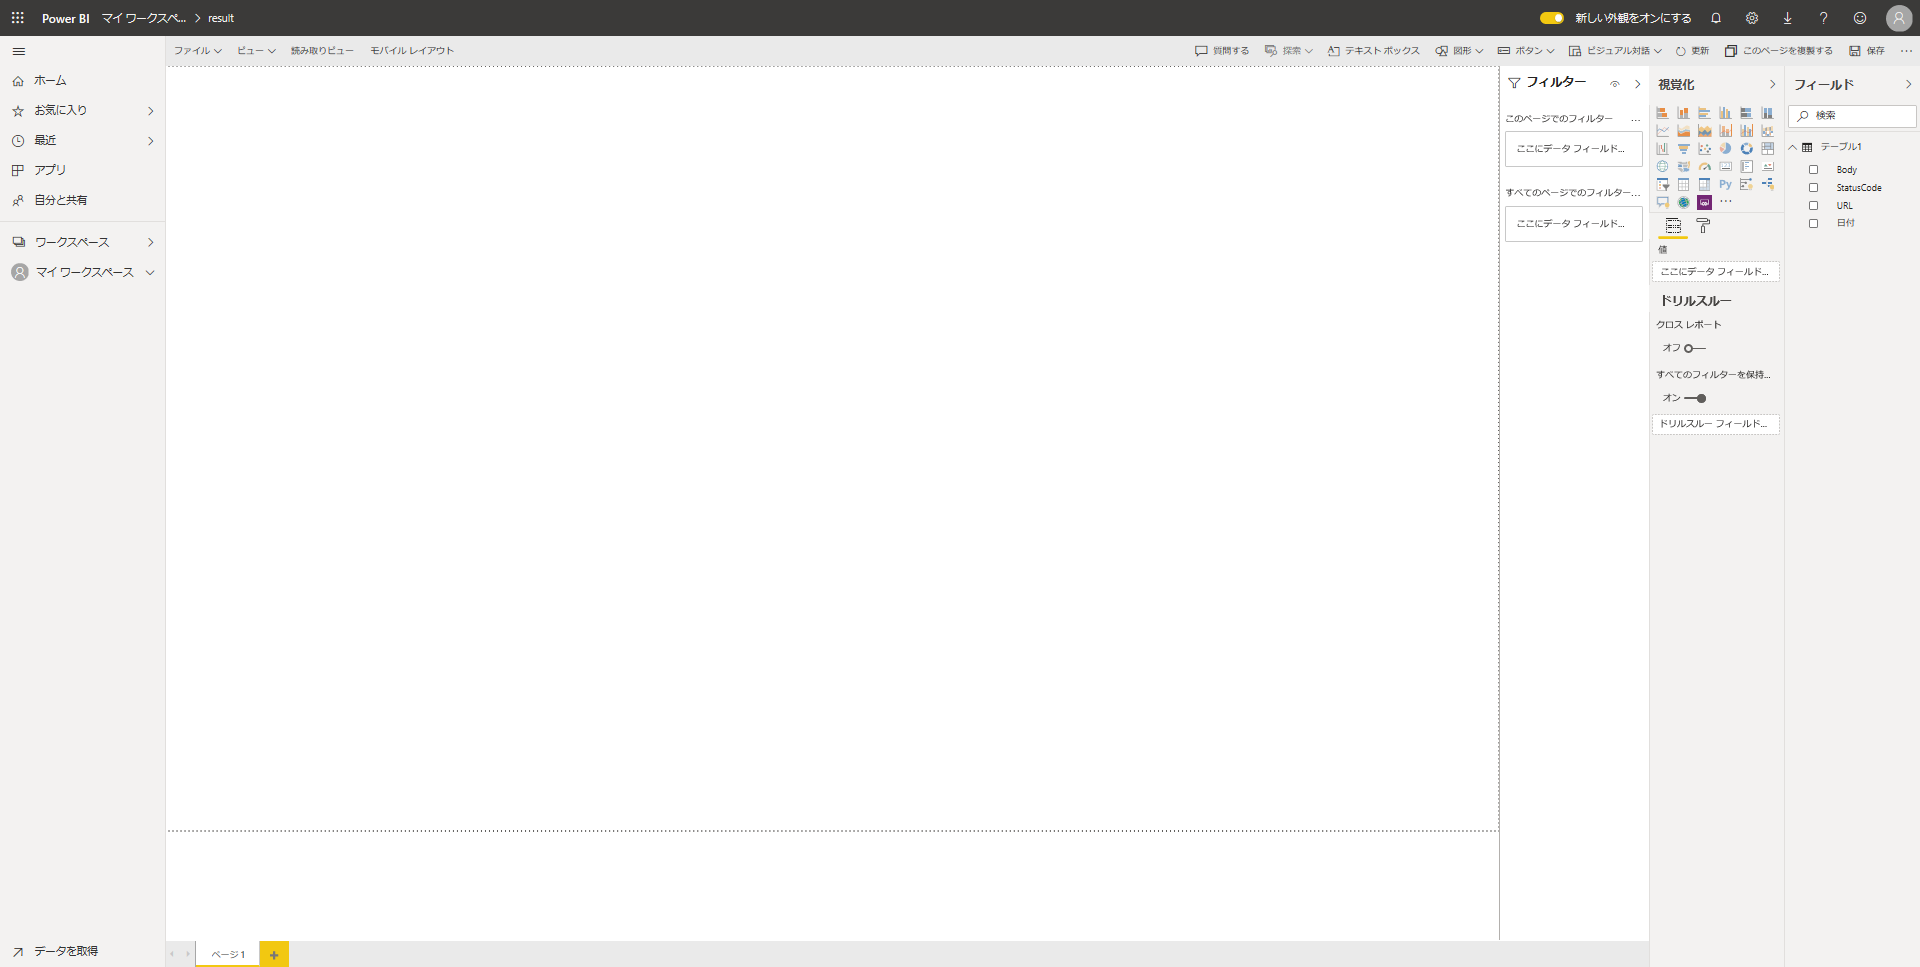 Power BI マイ ワークスペ... > result
新しい外観をオンにする
ファイル ビュー 読み取りビュー モバイル レイアウト
質問する 探索 テキスト ボックス 図形 ボタン ビジュアル対話 更新 このページを複製する 保存 ...
ホーム
お気に入り
最近
アプリ
自分と共有
ワークスペース
マイ ワークスペース
データを取得
フィルター
このページでのフィルター ...
ここにデータ フィールド...
すべてのページでのフィルター...
ここにデータ フィールド...
視覚化
Py
...
値
ここにデータ フィールド...
ドリルスルー
クロス レポート
オフ
すべてのフィルターを保持...
オン
ドリルスルー フィールド...
フィールド
検索
テーブル1
Body
StatusCode
URL
日付
ページ1
+